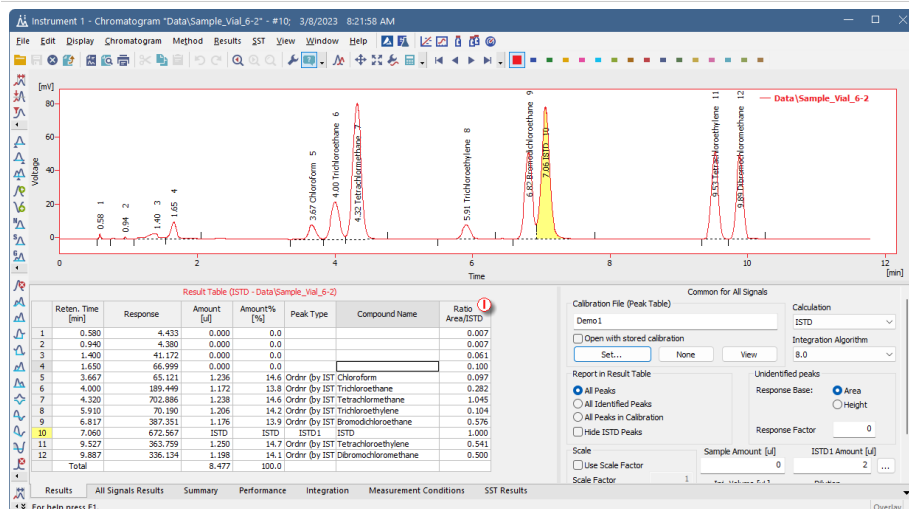 Instrument 1 - Chromatogram "Data\Sample_Vial_6-2" - #10; 3/8/2023 8:21:58 AM
File Edit Display Chromatogram Method Results SST View Window Help
[mV]
Data\Sample_Vial_6-2
80
60
40
20
0
Voltage
0.58 1
0.94 2
1.40 3
1.65 4
3.67 Chloroform 5
4.00 Trichloroethane 6
4.32 Tetrachlormethane 7
5.91 Trichloroethylene 8
6.82 Bromodichloroethane 9
7.06 ISTD 10
9.53 Tetrachloroethylene 11
9.89 Dibromochloromethane 12
0 2 4 6 8 10 12
Time [min]
Result Table (ISTD - Data\Sample_Vial_6-2)
Reten. Time [min] Response Amount [ul] Amount% [%] Peak Type Compound Name Ratio Area/ISTD
1 0.580 4.433 0.000 0.0 0.007
2 0.940 4.380 0.000 0.0 0.007
3 1.400 41.172 0.000 0.0 0.061
4 1.650 66.999 0.000 0.0 0.100
5 3.667 65.121 1.236 14.6 Ordnr (by IST Chloroform 0.097
6 4.000 189.449 1.172 13.8 Ordnr (by IST Trichloroethane 0.282
7 4.320 702.886 1.238 14.6 Ordnr (by IST Tetrachlormethane 1.045
8 5.910 70.190 1.206 14.2 Ordnr (by IST Trichloroethylene 0.104
9 6.817 387.351 1.176 13.9 Ordnr (by IST Bromodichloroethane 0.576
10 7.060 672.567 ISTD ISTD ISTD1 ISTD 1.000
11 9.527 363.759 1.250 14.7 Ordnr (by IST Tetrachloroethylene 0.541
12 9.887 336.134 1.198 14.1 Ordnr (by IST Dibromochloromethane 0.500
Total 8.477 100.0
Common for All Signals
Calibration File (Peak Table)
Demo1
Open with stored calibration
Set... None View
Calculation
ISTD
Integration Algorithm
8.0
Report in Result Table
All Peaks
All Identified Peaks
All Peaks in Calibration
Hide ISTD Peaks
Unidentified peaks
Response Base: Area
Height
Response Factor 0
Scale
Use Scale Factor
Scale Factor 1
Sample Amount [ul]
0
ISTD1 Amount [ul]
2 ...
Results All Signals Results Summary Performance Integration Measurement Conditions SST Results
For help press F1.
Overlay